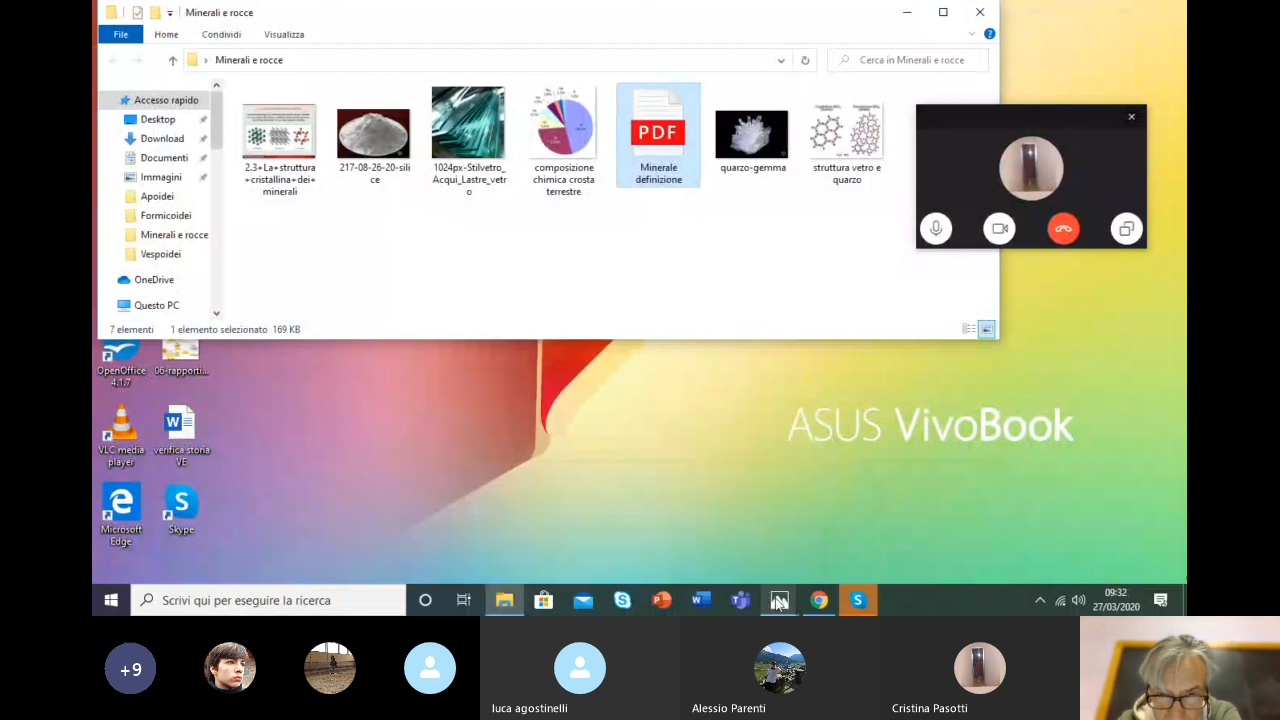 Minerali e rocce
File Home Condividi Visualizza
Minerali e rocce
Cerca in Minerali e rocce
Accesso rapido
Desktop
Download
Documenti
Immagini
Apoidei
Formicoidei
Minerali e rocce
Vespoidei
OneDrive
Questo PC
2.3+La+struttura
+cristallina+dei+
minerali
217-08-26-20-sili
ce
1024px-Stilvetro_
Acqui_Lastre_vetr
o
composizione
chimica crosta
terrestre
PDF
Minerale
definizione
quarzo-gemma
struttura vetro e
quarzo
7 elementi 1 elemento selezionato 169 KB
OpenOffice
4.1.7
06-rapporti...
VLC media
player
verifica storia
VE
Microsoft
Edge
Skype
ASUS VivoBook
Scrivi qui per eseguire la ricerca
09:32
27/03/2020
+9
luca agostinelli
Alessio Parenti
Cristina Pasotti